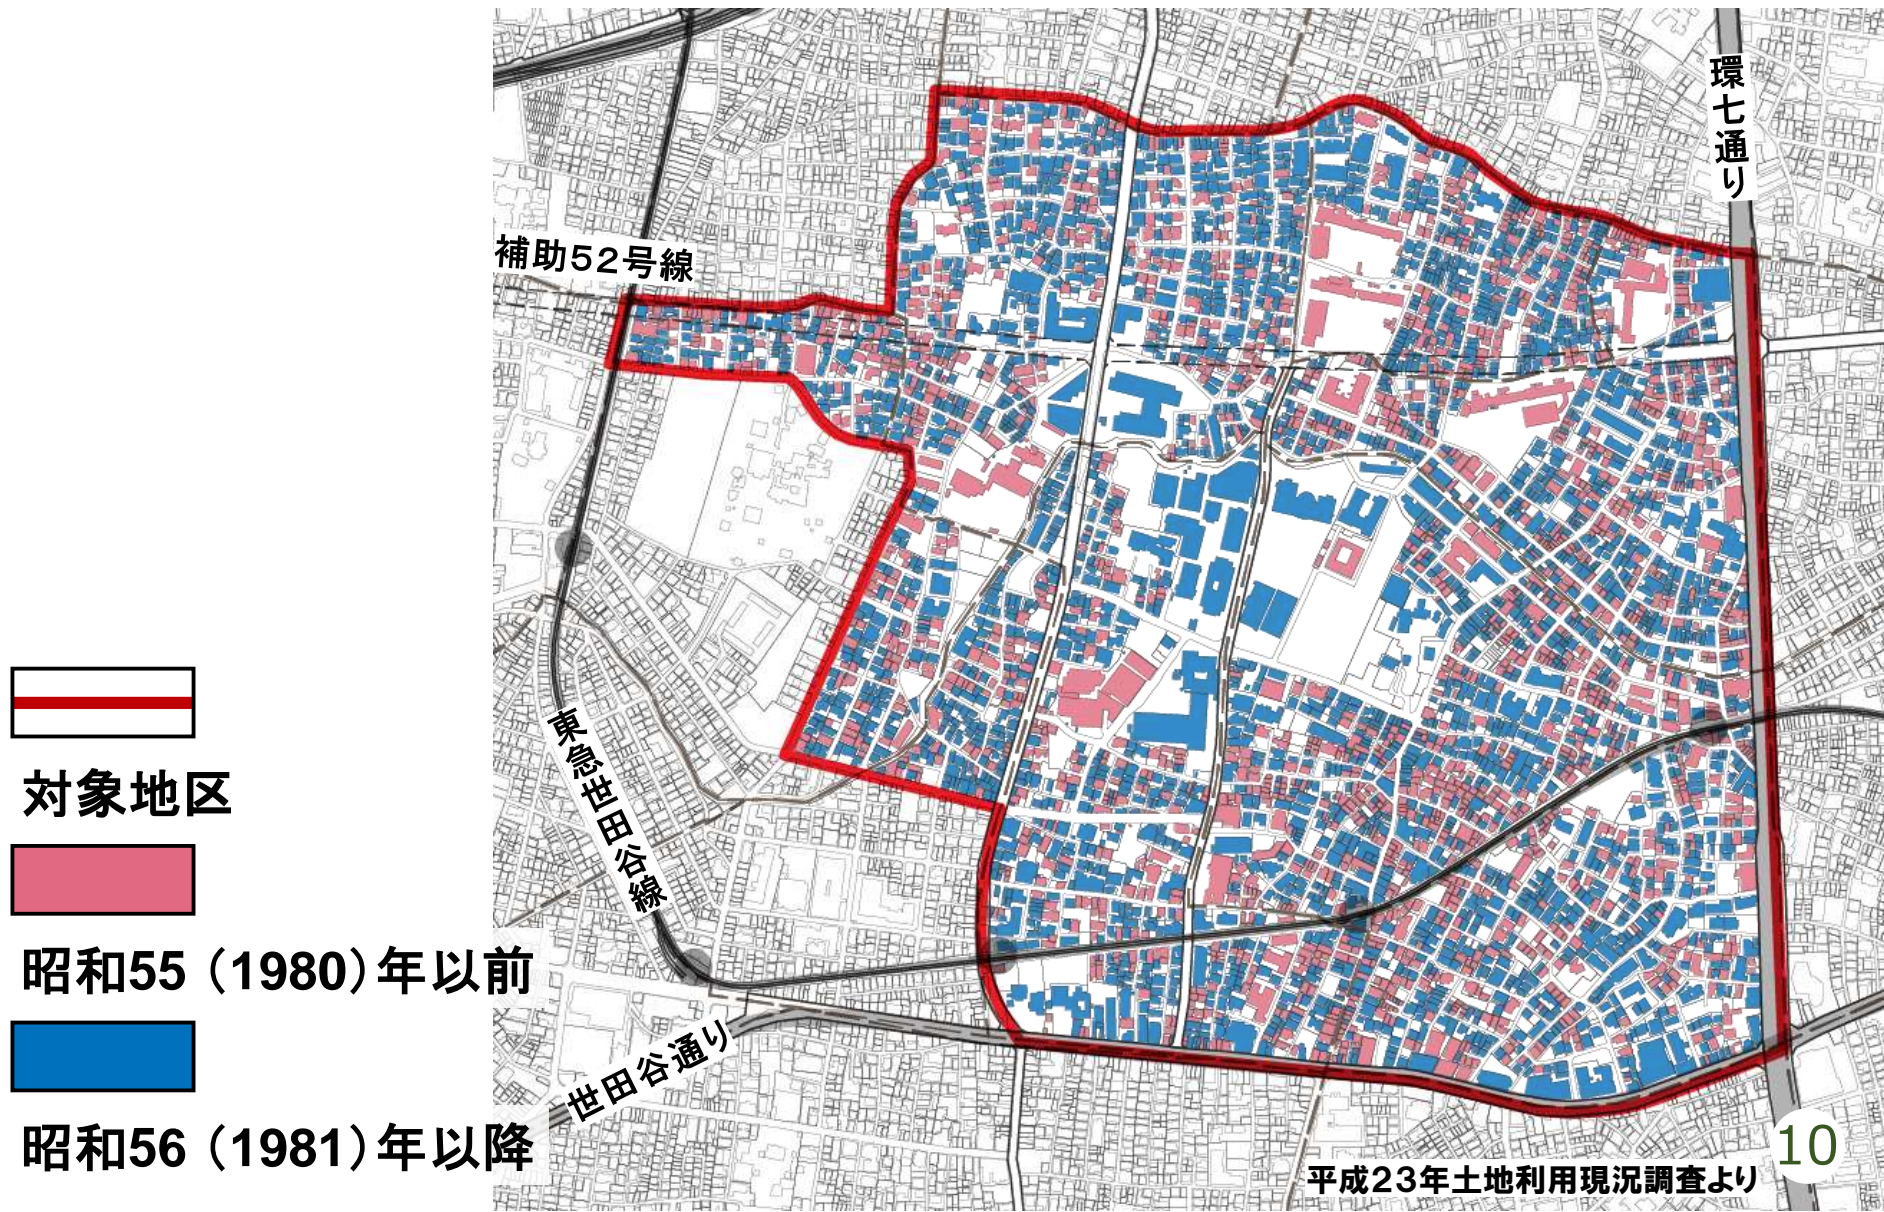 環七通り
補助52号線
東急世田谷線
世田谷通り
対象地区
昭和55（1980）年以前
昭和56（1981）年以降
平成23年土地利用現況調査より
10